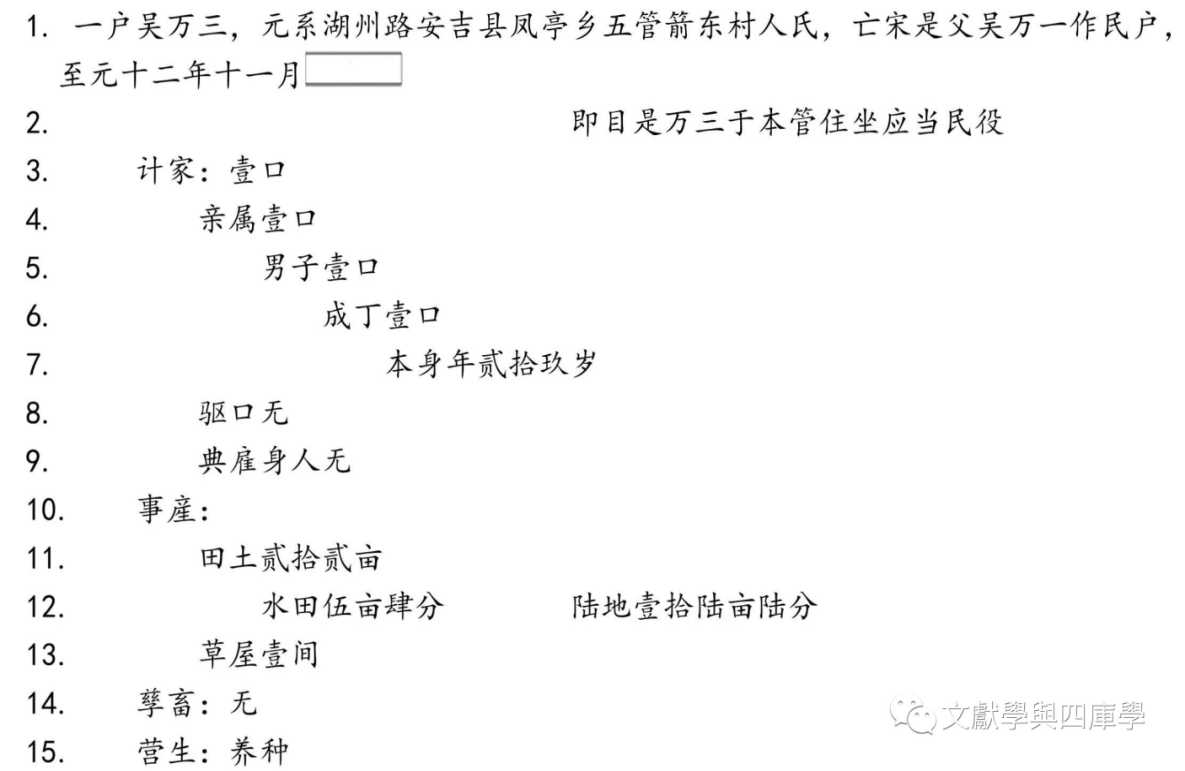 1. 一户吴万三，元系湖州路安吉县凤亭乡五管箭东村人氏，亡宋是父吴万一作民户，
至元十二年十一月
2. 即目是万三于本管住坐应当民役
3. 计家：壹口
4. 亲属壹口
5. 男子壹口
6. 成丁壹口
7. 本身年贰拾玖岁
8. 驱口无
9. 典雇身人无
10. 事産：
11. 田土贰拾贰亩
12. 水田伍亩肆分 陆地壹拾陆亩陆分
13. 草屋壹间
14. 孳畜：无
15. 营生：养种
文獻學與四庫學